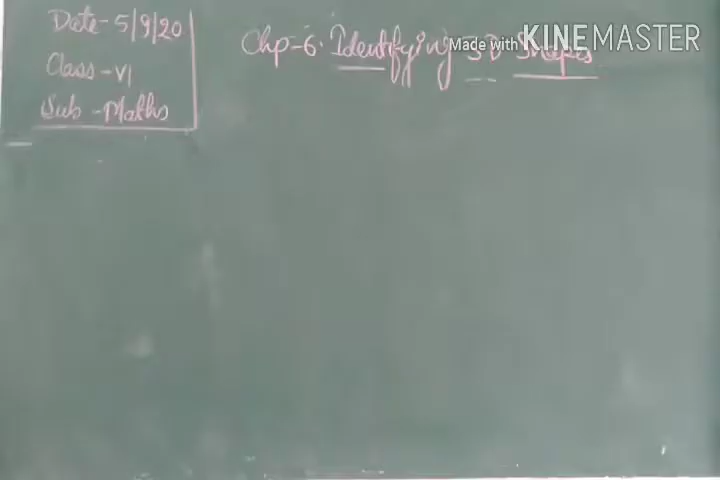 Date-5/9/20
Class-VI
Sub-Maths
Chp-6. Identifying 3D Shapes
Made with KINEMASTER